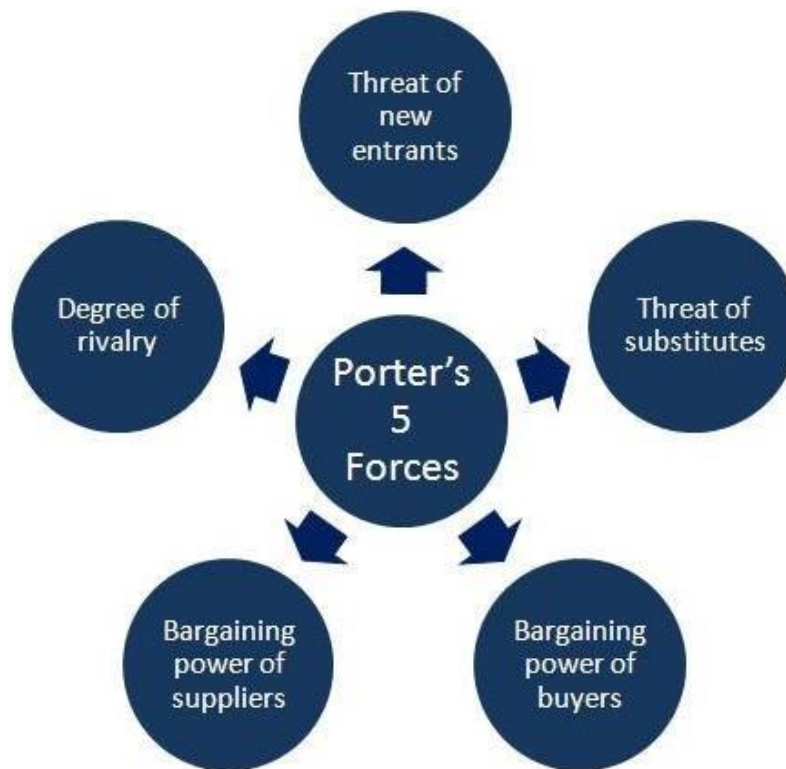 Threat of
new
entrants
Degree of
rivalry
Threat of
substitutes
Porter’s
5
Forces
Bargaining
power of
suppliers
Bargaining
power of
buyers